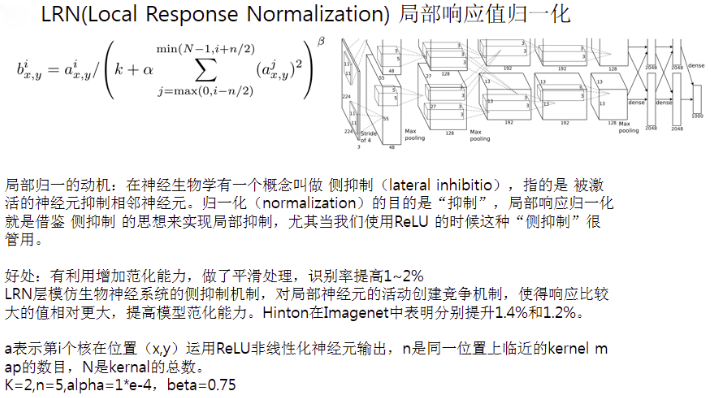 LRN(Local Response Normalization) 局部响应值归一化
b^i_{x,y} = a^i_{x,y} / ( k + α ∑_{j=max(0,i−n/2)}^{min(N−1,i+n/2)} (a^j_{x,y})^2 )^β
224
Stride of 4
Max pooling
Max pooling
Max pooling
dense
dense
dense
48
55
27
128
13
192
192
128
2048
2048
1000
局部归一的动机：在神经生物学有一个概念叫做 侧抑制（lateral inhibitio），指的是 被激
活的神经元抑制相邻神经元。归一化（normalization）的目的是“抑制”，局部响应归一化
就是借鉴 侧抑制 的思想来实现局部抑制，尤其当我们使用ReLU 的时候这种“侧抑制”很
管用。
好处：有利用增加范化能力，做了平滑处理，识别率提高1~2%
LRN层模仿生物神经系统的侧抑制机制，对局部神经元的活动创建竞争机制，使得响应比较
大的值相对更大，提高模型范化能力。Hinton在Imagenet中表明分别提升1.4%和1.2%。
a表示第i个核在位置（x,y）运用ReLU非线性化神经元输出，n是同一位置上临近的kernel m
ap的数目，N是kernal的总数。
K=2,n=5,alpha=1*e-4，beta=0.75